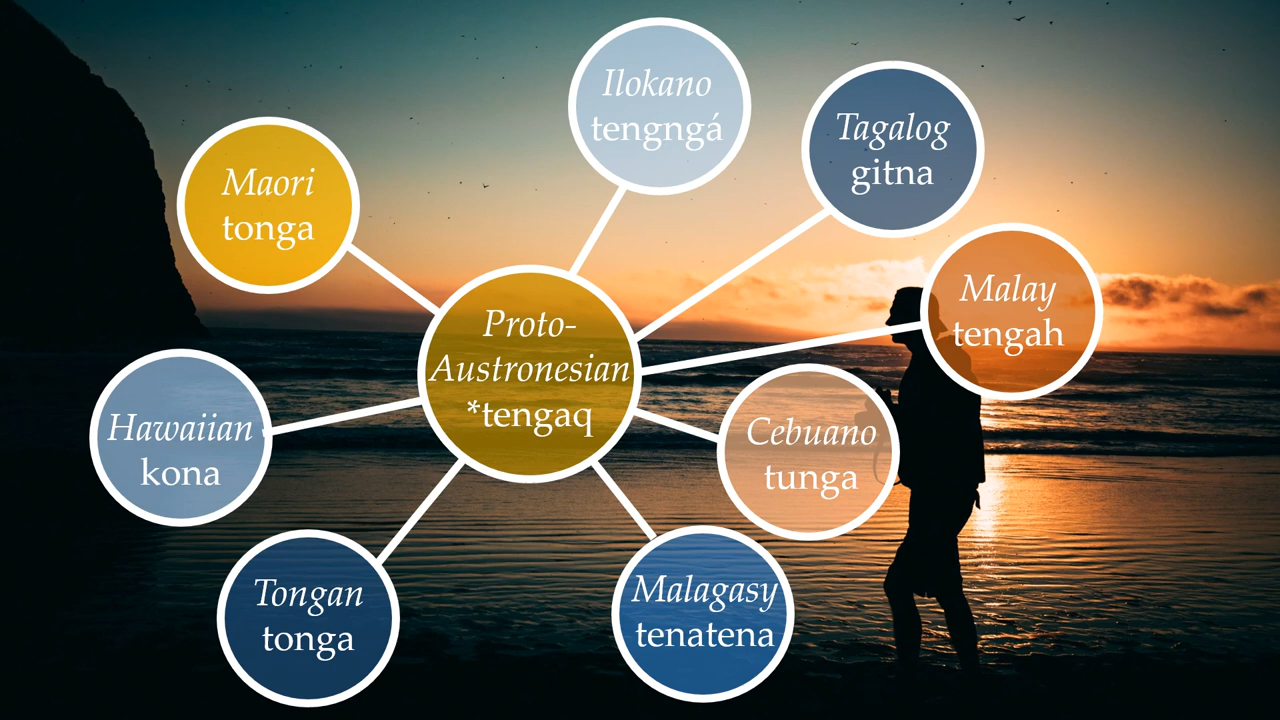 Ilokano
tengngá
Tagalog
gitna
Maori
tonga
Malay
tengah
Proto-
Austronesian
*tengaq
Hawaiian
kona
Cebuano
tunga
Tongan
tonga
Malagasy
tenatena